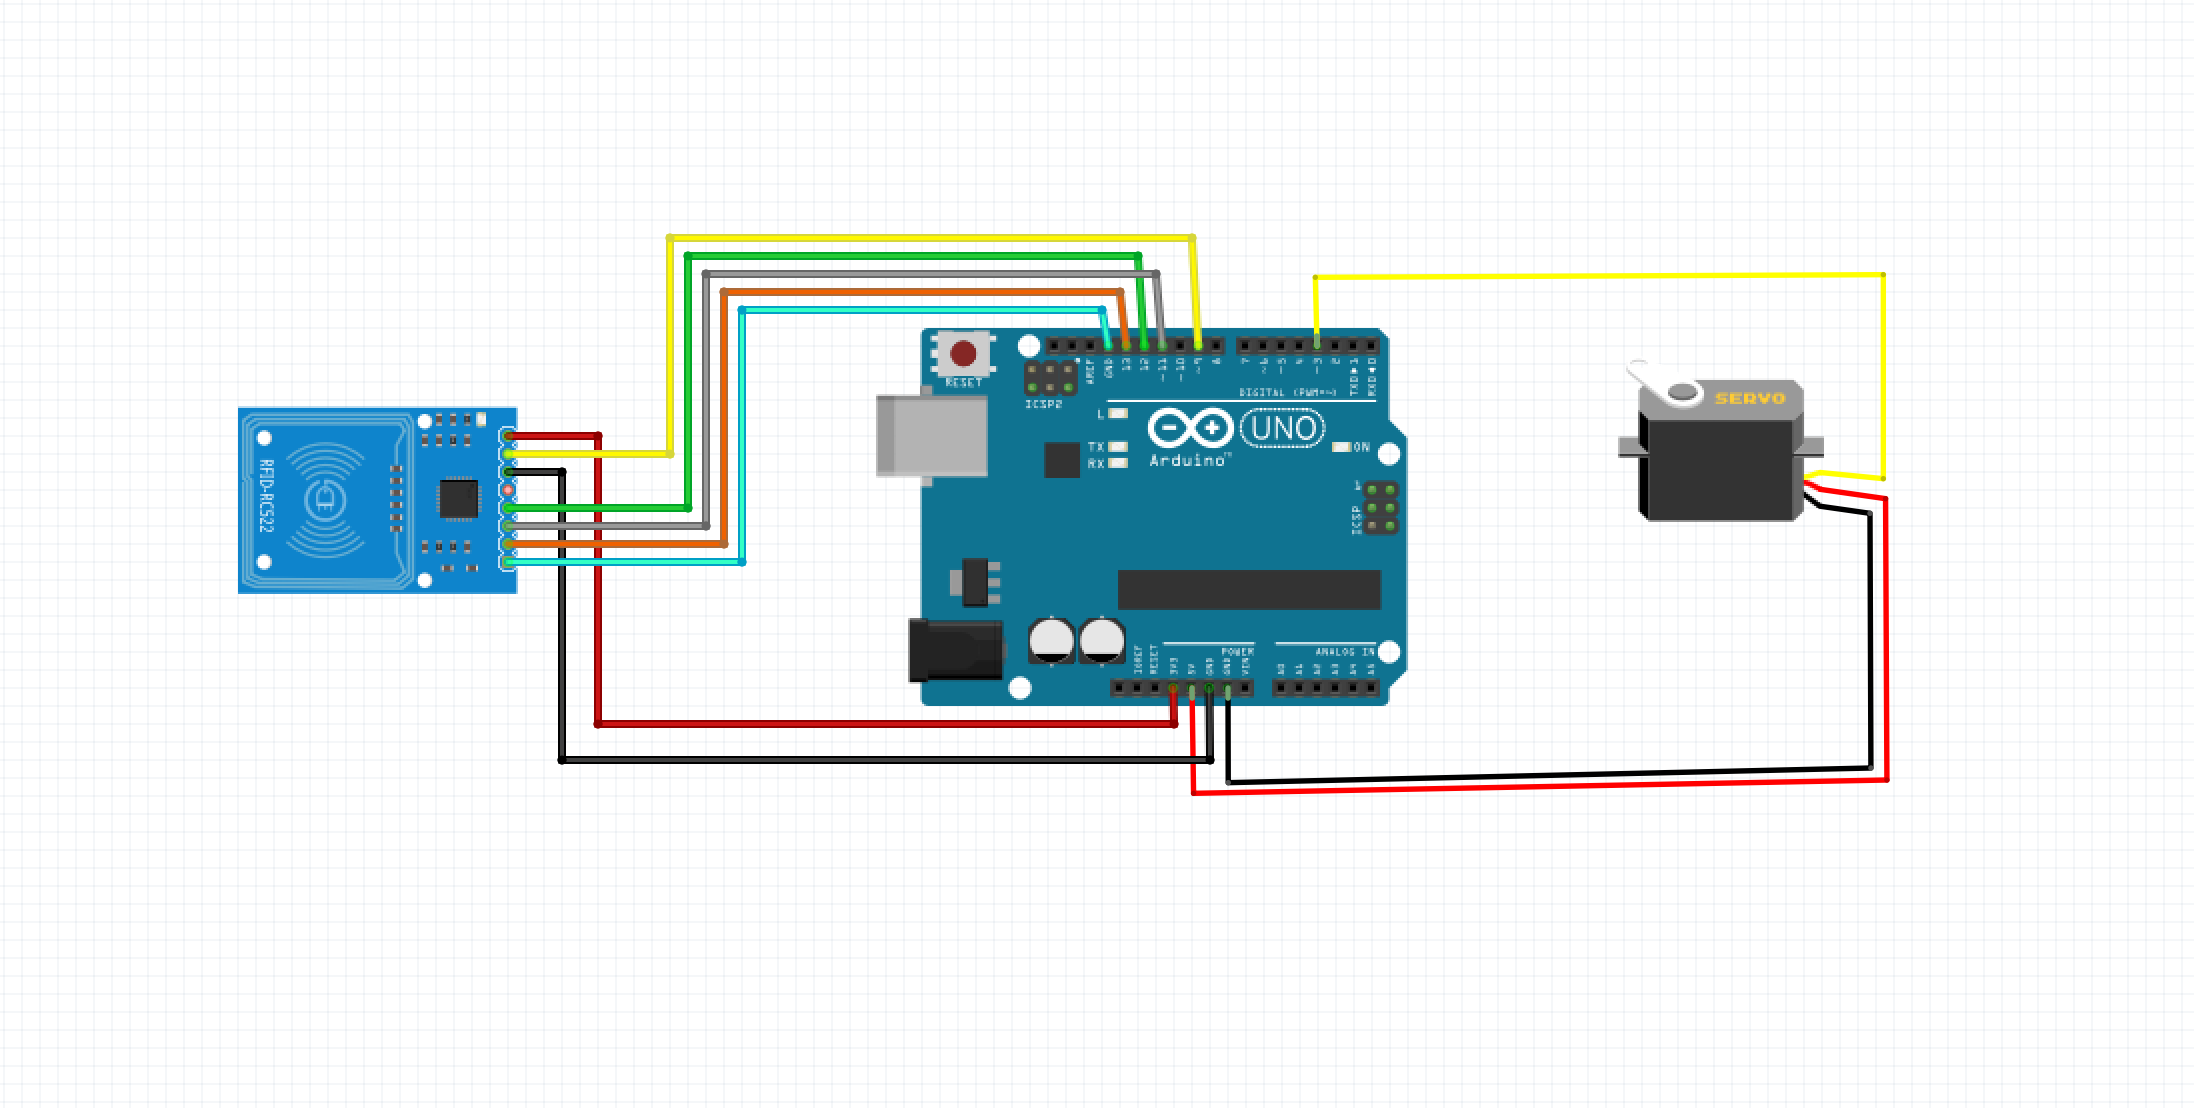 RESET
ICSP2
AREF
GND
13
12
~11
~10
~9
8
7
~6
~5
4
~3
2
TXD▶1
RXD◀0
DIGITAL (PWM=~)
L
TX
RX
UNO
Arduino™
ON
SERVO
RFID-RC522
ICSP
1
IOREF
RESET
3V3
5V
GND
GND
VIN
POWER
ANALOG IN
A0
A1
A2
A3
A4
A5